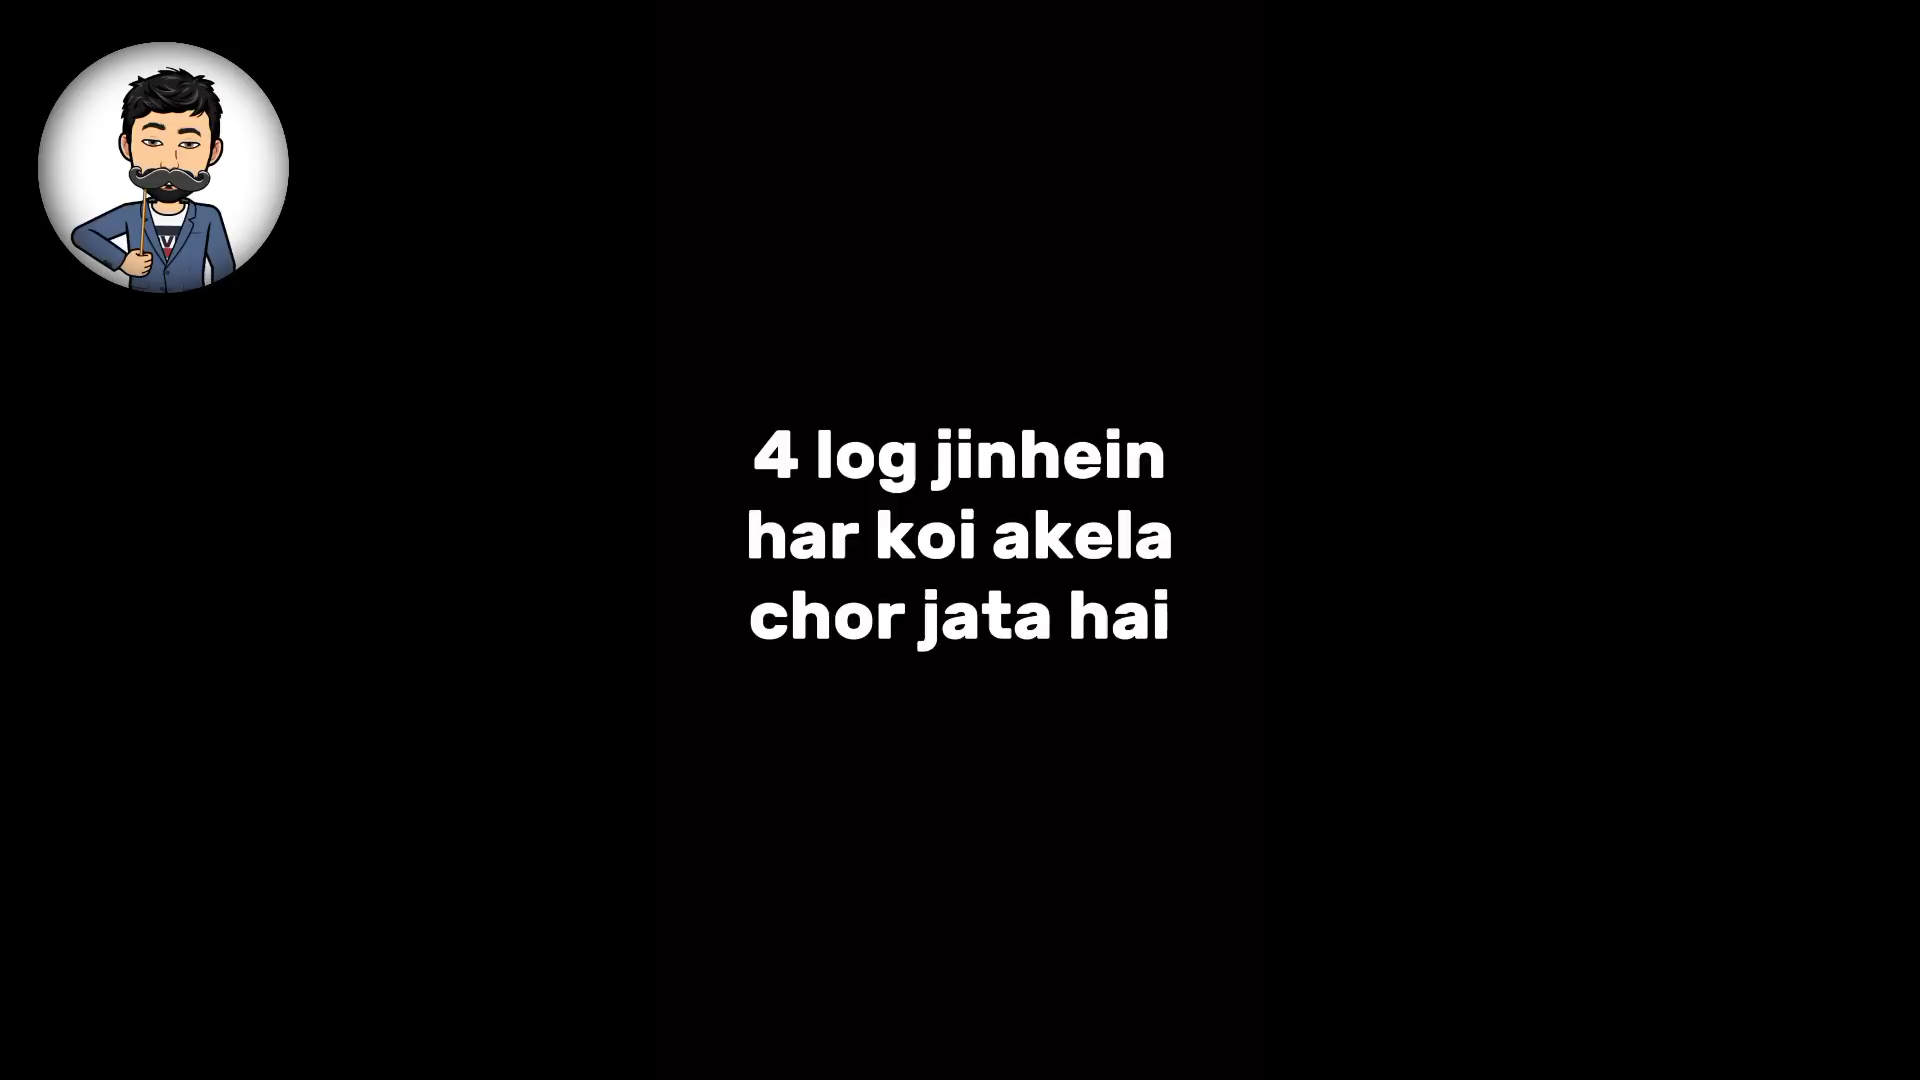 4 log jinhein
har koi akela
chor jata hai